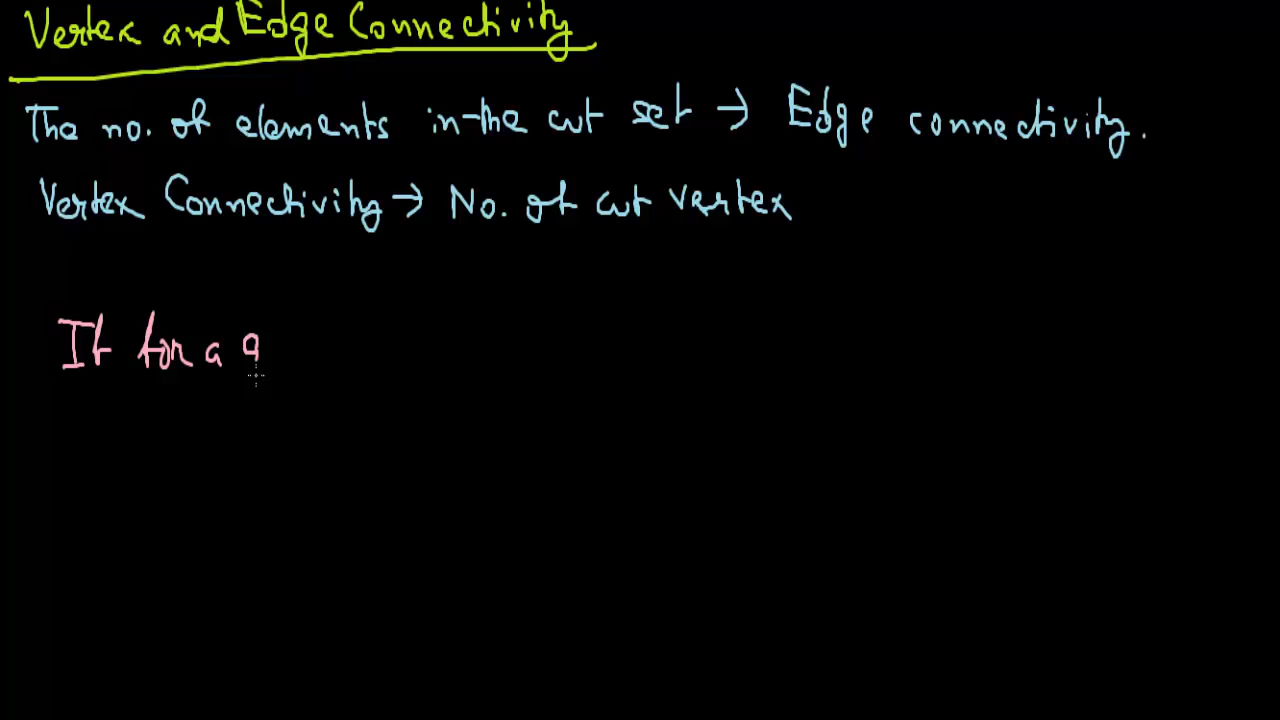 Vertex and Edge Connectivity
The no. of elements in the cut set → Edge connectivity.
Vertex Connectivity → No. of cut vertex
If for a g